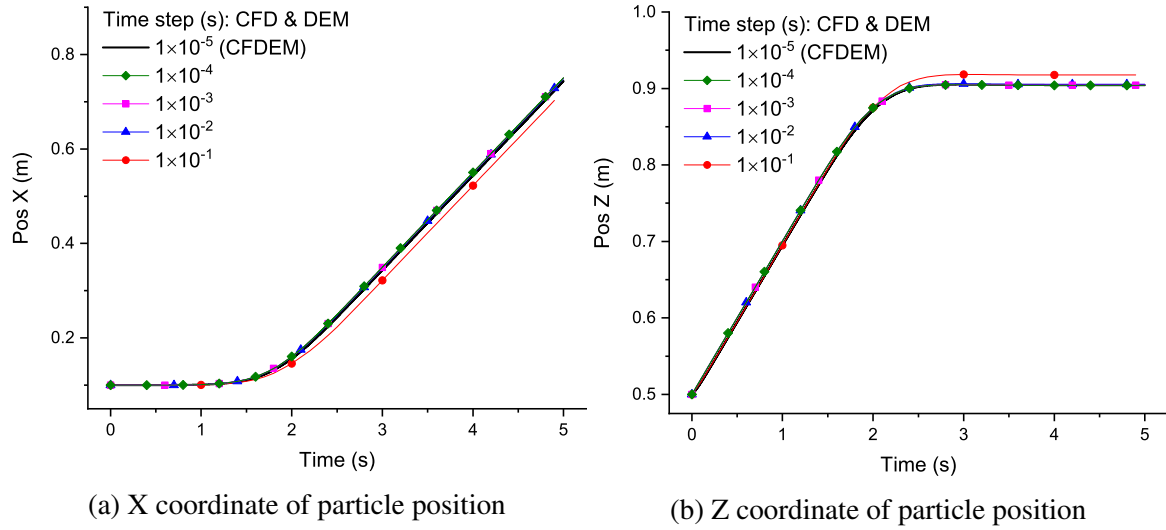 Time step (s): CFD & DEM
1×10⁻⁵ (CFDEM)
1×10⁻⁴
1×10⁻³
1×10⁻²
1×10⁻¹
0.8
0.6
0.4
0.2
Pos X (m)
0 1 2 3 4 5
Time (s)
(a) X coordinate of particle position
Time step (s): CFD & DEM
1×10⁻⁵ (CFDEM)
1×10⁻⁴
1×10⁻³
1×10⁻²
1×10⁻¹
1.0
0.9
0.8
0.7
0.6
0.5
Pos Z (m)
0 1 2 3 4 5
Time (s)
(b) Z coordinate of particle position